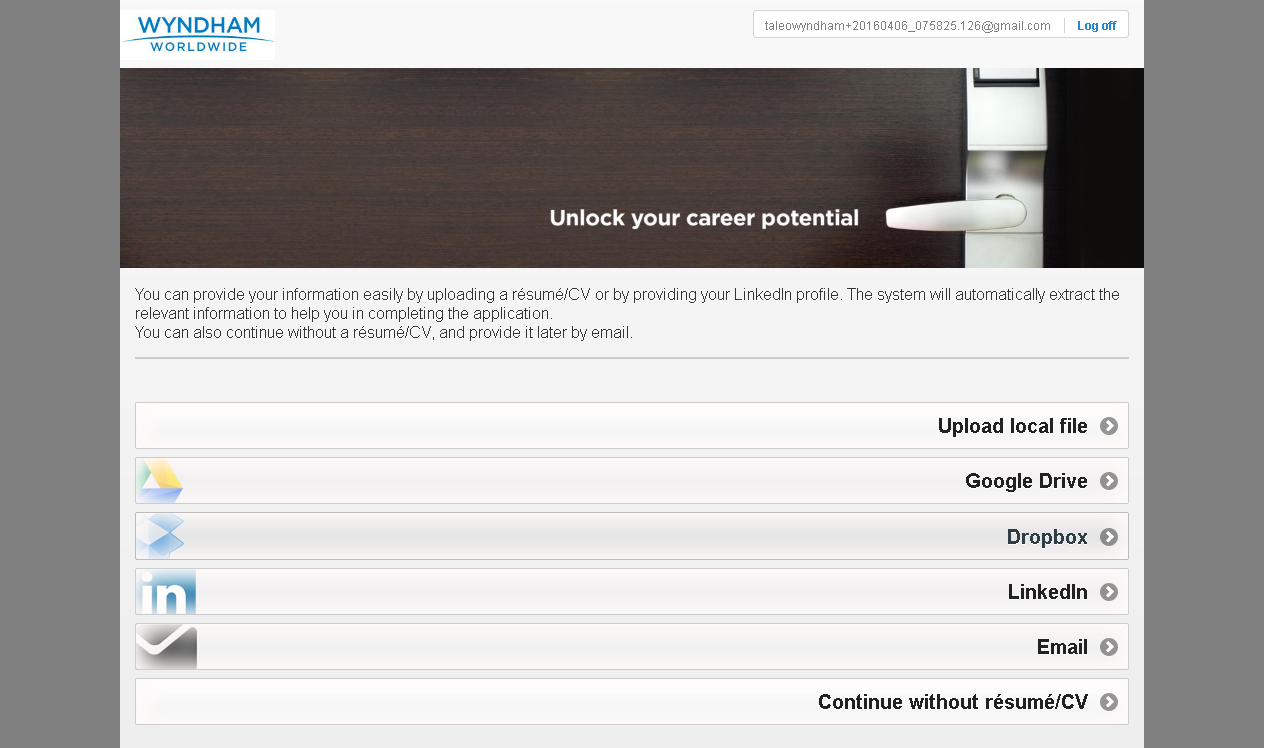 WYNDHAM
WORLDWIDE
taleowyndham+20160406_075825.126@gmail.com
Log off
Unlock your career potential
You can provide your information easily by uploading a résumé/CV or by providing your LinkedIn profile. The system will automatically extract the
relevant information to help you in completing the application.
You can also continue without a résumé/CV, and provide it later by email.
Upload local file
Google Drive
Dropbox
in
LinkedIn
Email
Continue without résumé/CV